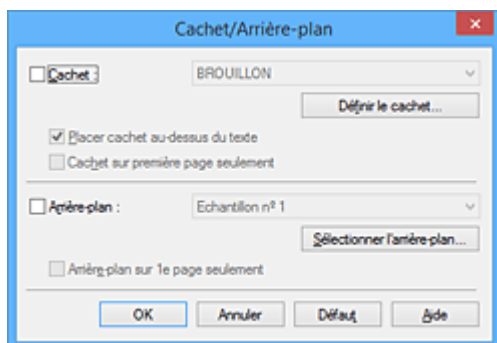 Cachet/Arrière-plan
Cachet : BROUILLON
Définir le cachet...
Placer cachet au-dessus du texte
Cachet sur première page seulement
Arrière-plan : Echantillon nº 1
Sélectionner l'arrière-plan...
Arrière-plan sur 1e page seulement
OK Annuler Défaut Aide